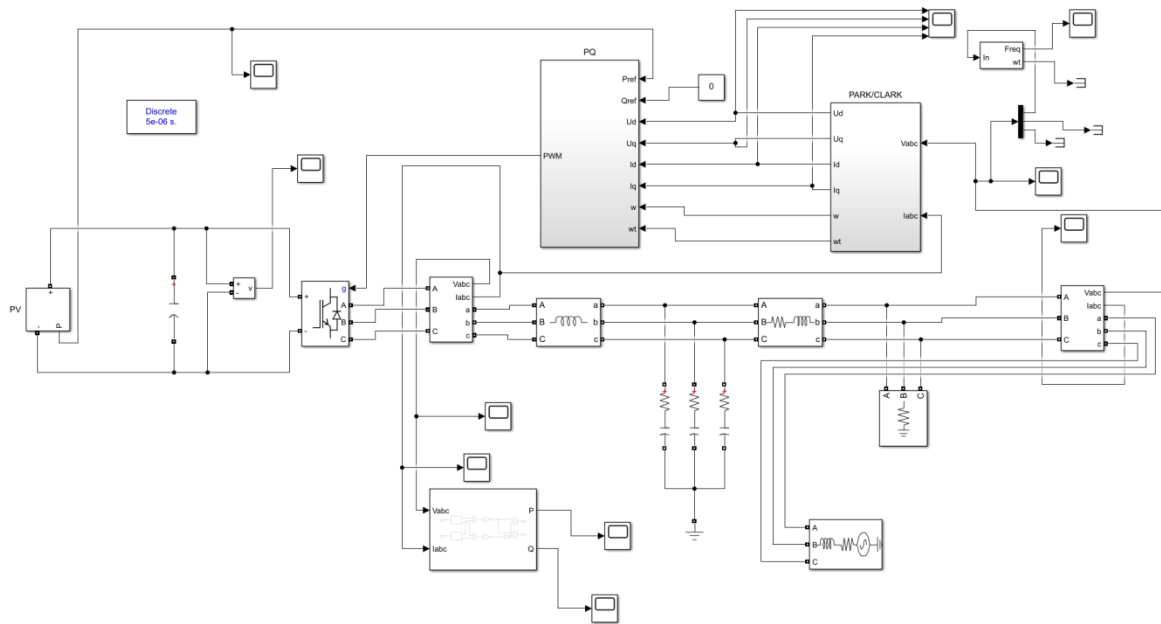 PQ
Freq
In
wt
Pref
0
Qref
PARK/CLARK
Discrete
5e-06 s.
Ud
Ud
Uq
Uq
Vabc
PWM
Id
Id
Iq
Iq
w
w
Iabc
wt
wt
+
-
v
g
+
-
A
B
C
Vabc
Iabc
A
B
C
a
b
c
A
B
C
a
b
c
A
B
C
a
b
c
Vabc
Iabc
A
B
C
a
b
c
PV
+
-
P
A
B
C
Vabc
Iabc
P
Q
A
B
C